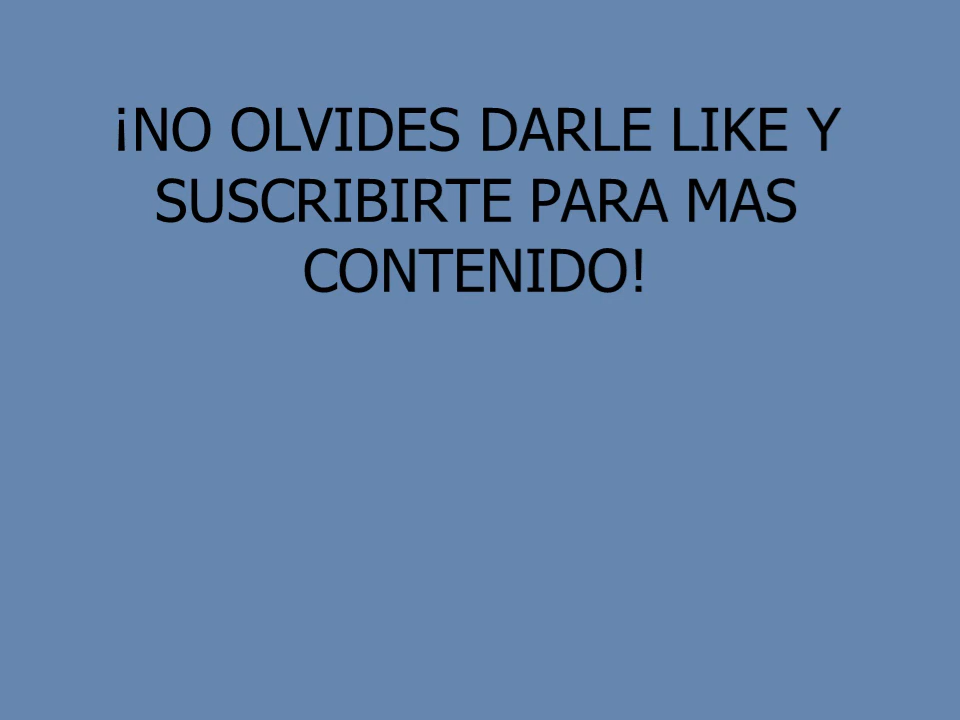 ¡NO OLVIDES DARLE LIKE Y
SUSCRIBIRTE PARA MAS
CONTENIDO!